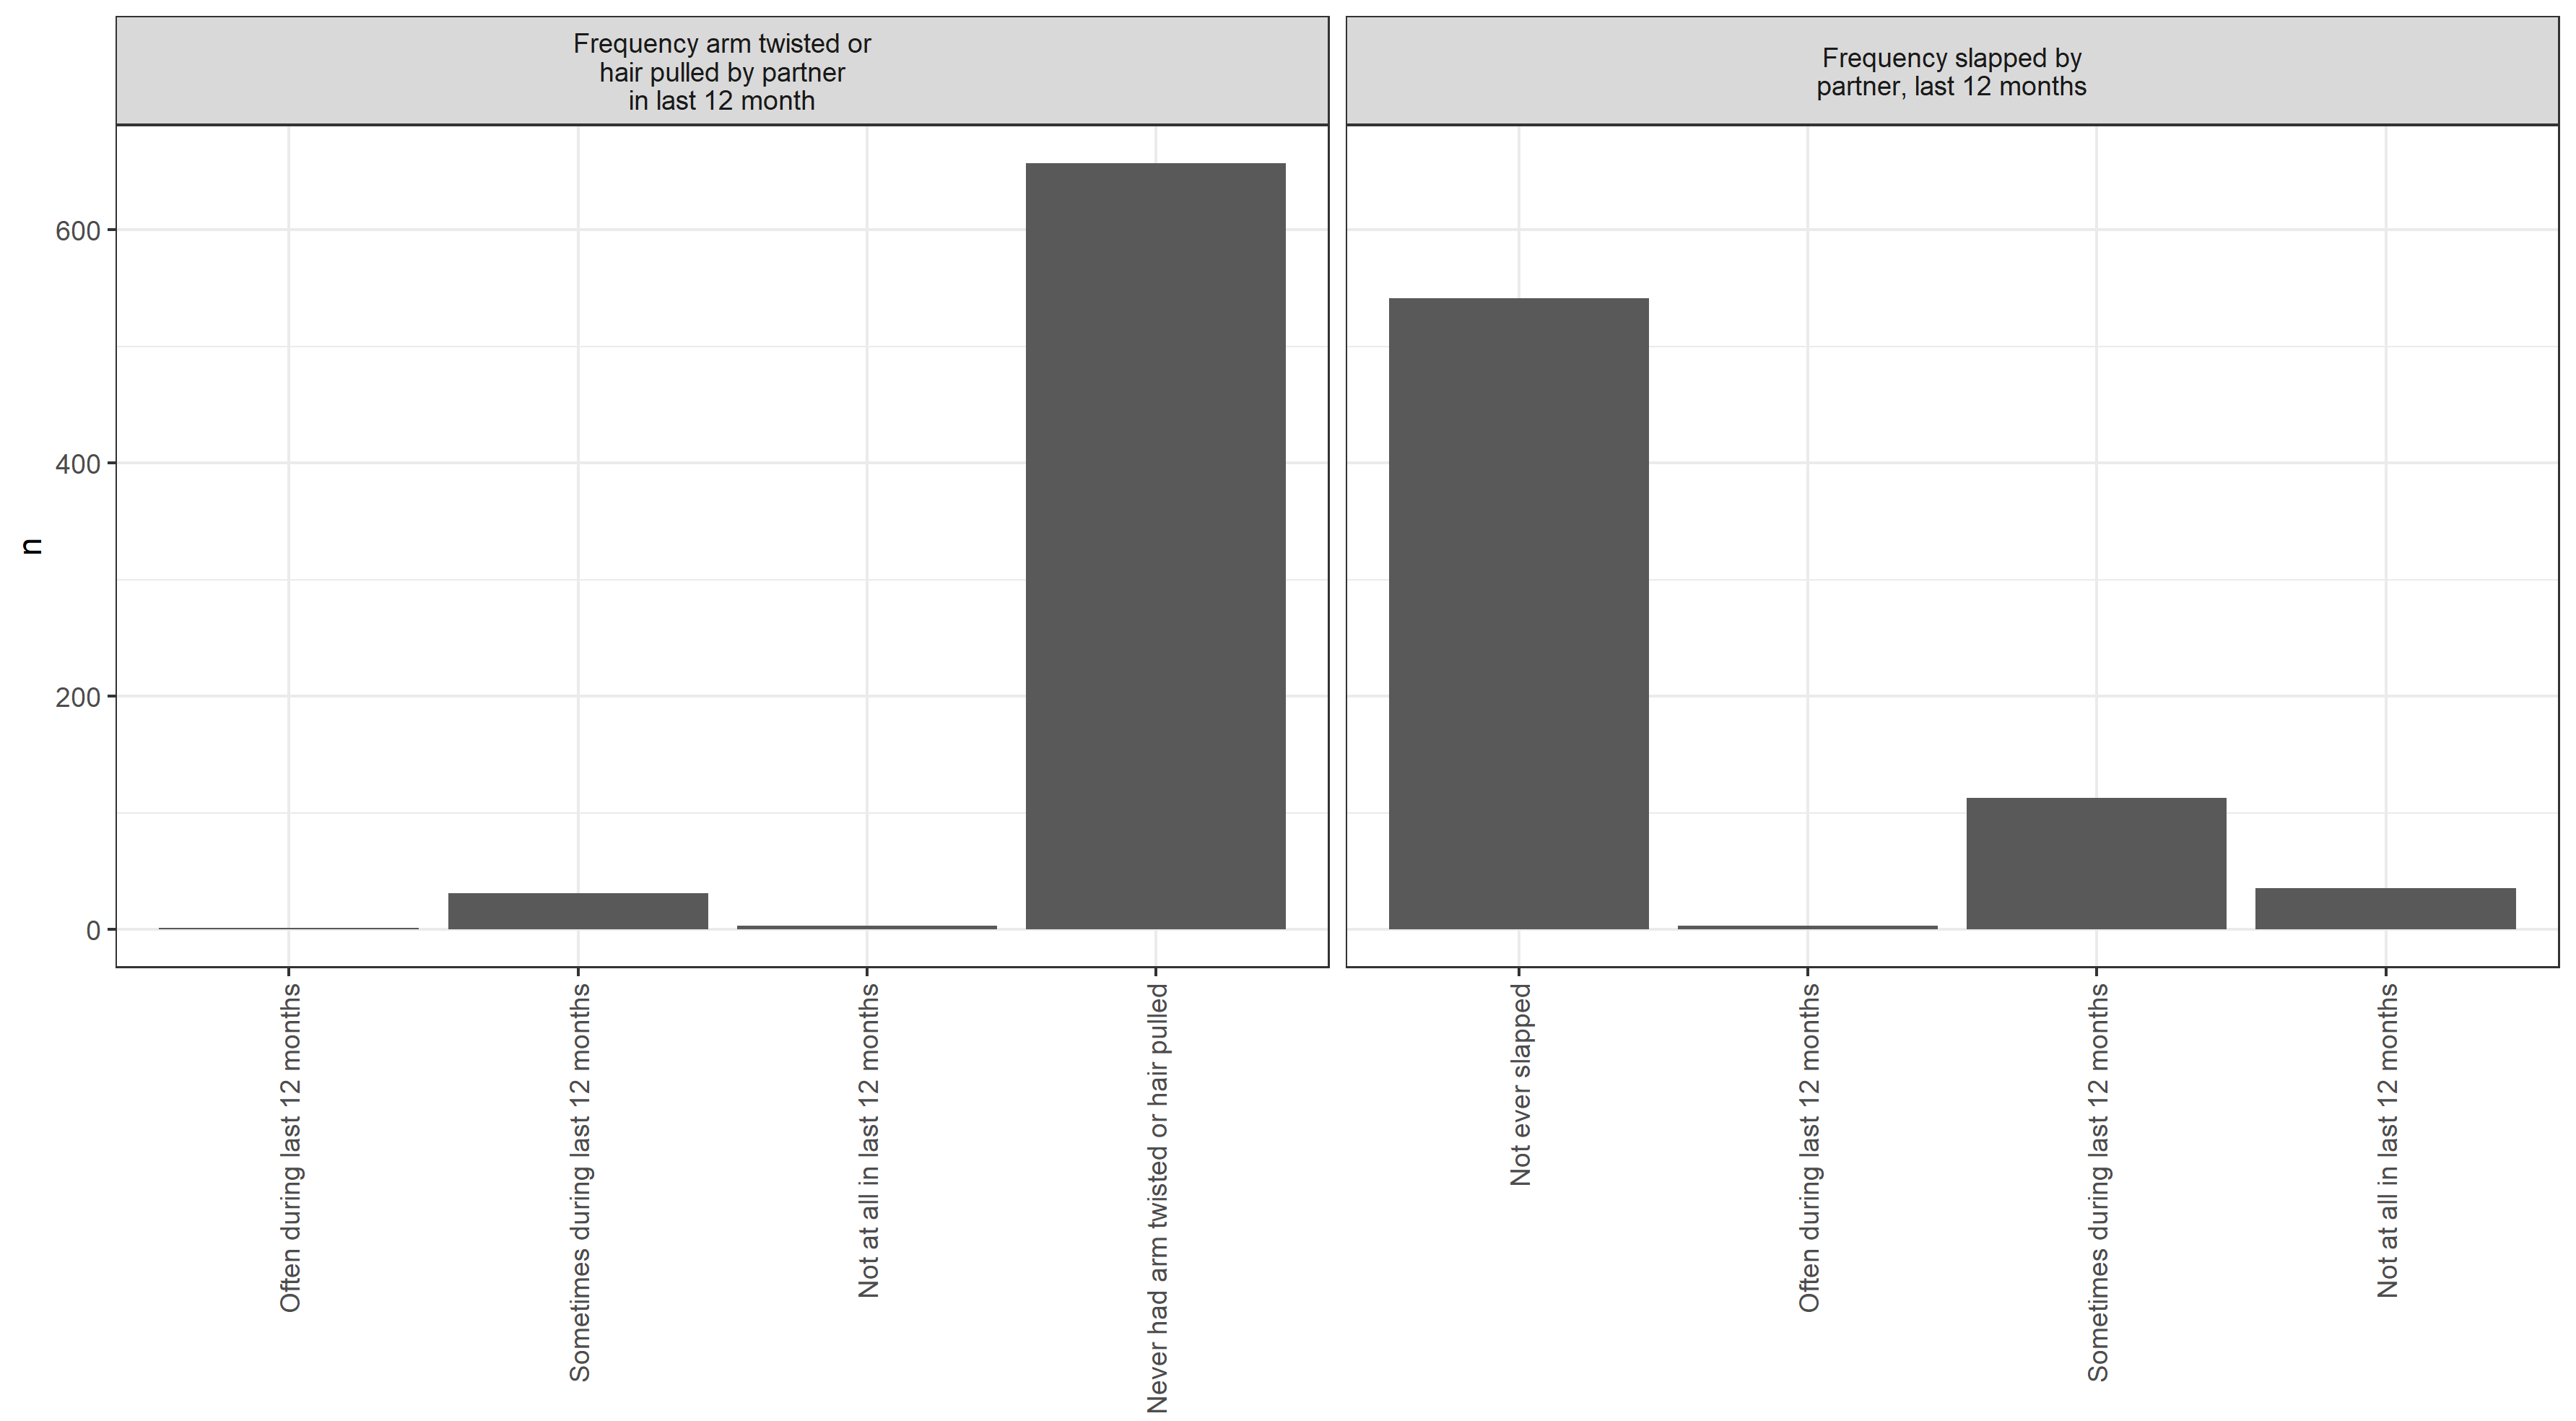 Frequency arm twisted or
hair pulled by partner
in last 12 month
Frequency slapped by
partner, last 12 months
n
600
400
200
0
Often during last 12 months
Sometimes during last 12 months
Not at all in last 12 months
Never had arm twisted or hair pulled
Not ever slapped
Often during last 12 months
Sometimes during last 12 months
Not at all in last 12 months